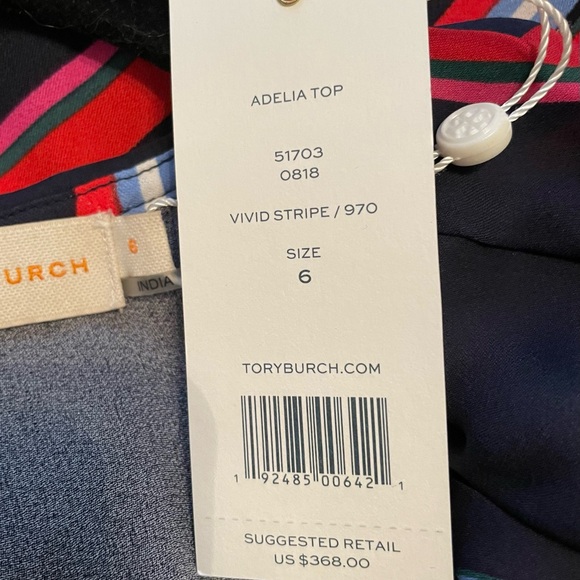 ADELIA TOP
51703
0818
VIVID STRIPE / 970
SIZE
6
TORYBURCH.COM
1 92485 00642 1
SUGGESTED RETAIL
US $368.00
URCH
6
INDIA